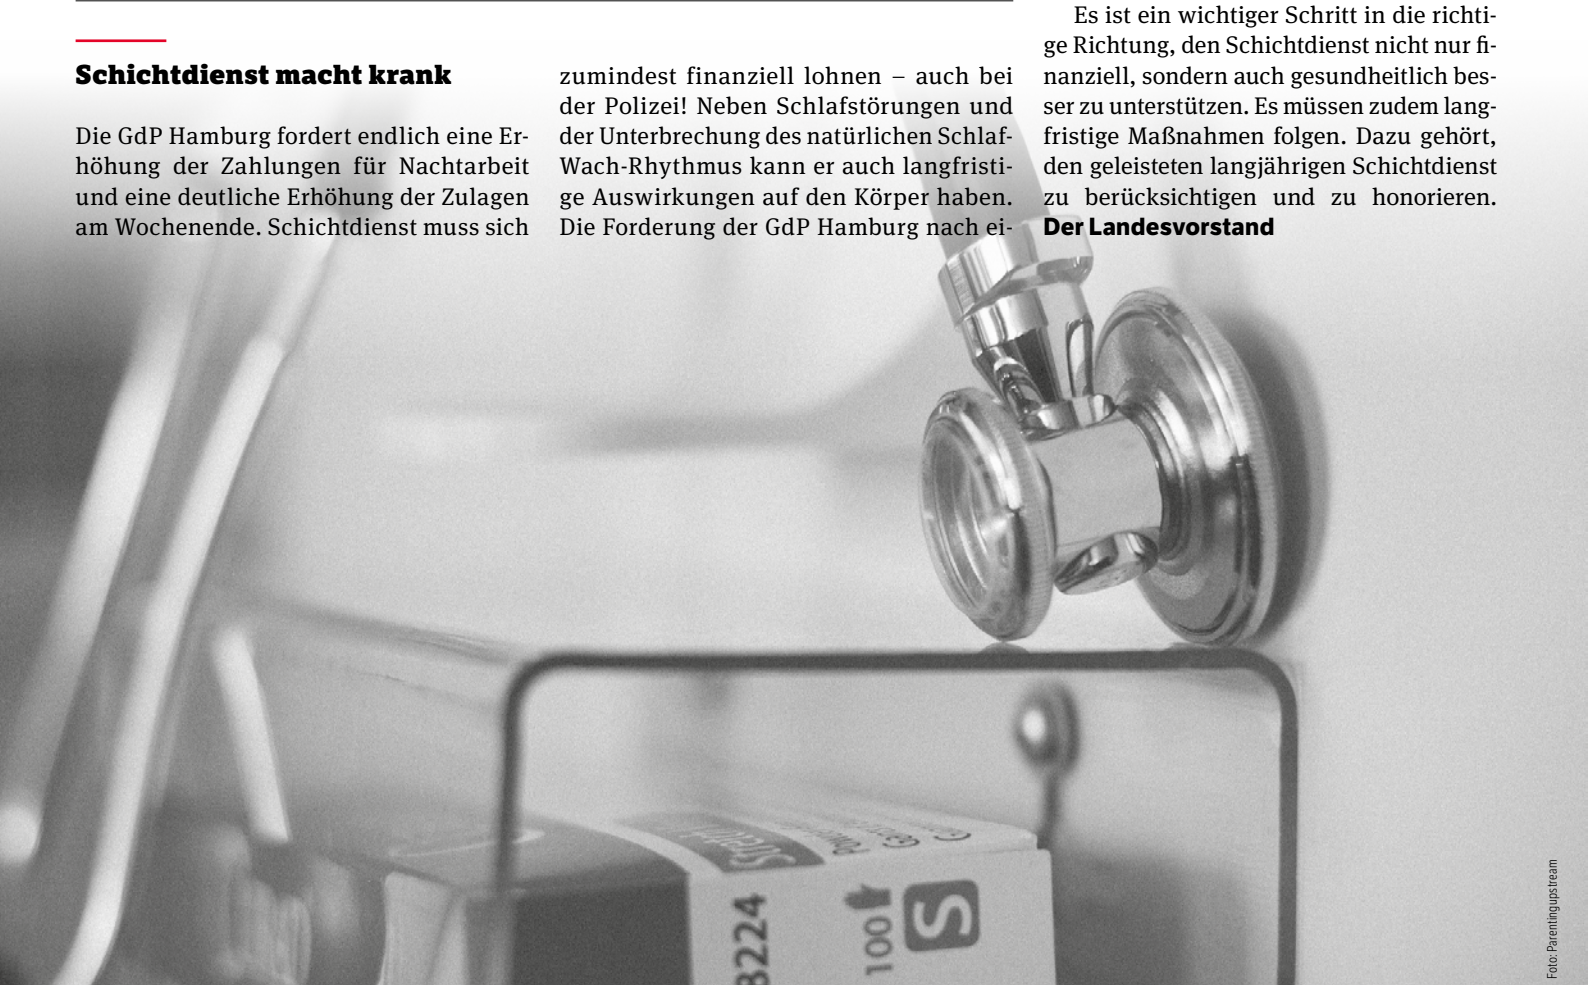 Schichtdienst macht krank
Die GdP Hamburg fordert endlich eine Er-
höhung der Zahlungen für Nachtarbeit
und eine deutliche Erhöhung der Zulagen
am Wochenende. Schichtdienst muss sich
zumindest finanziell lohnen – auch bei
der Polizei! Neben Schlafstörungen und
der Unterbrechung des natürlichen Schlaf-
Wach-Rhythmus kann er auch langfristi-
ge Auswirkungen auf den Körper haben.
Die Forderung der GdP Hamburg nach ei-
Es ist ein wichtiger Schritt in die richti-
ge Richtung, den Schichtdienst nicht nur fi-
nanziell, sondern auch gesundheitlich bes-
ser zu unterstützen. Es müssen zudem lang-
fristige Maßnahmen folgen. Dazu gehört,
den geleisteten langjährigen Schichtdienst
zu berücksichtigen und zu honorieren.
Der Landesvorstand
8224
100
S
Foto: Parentingupstream